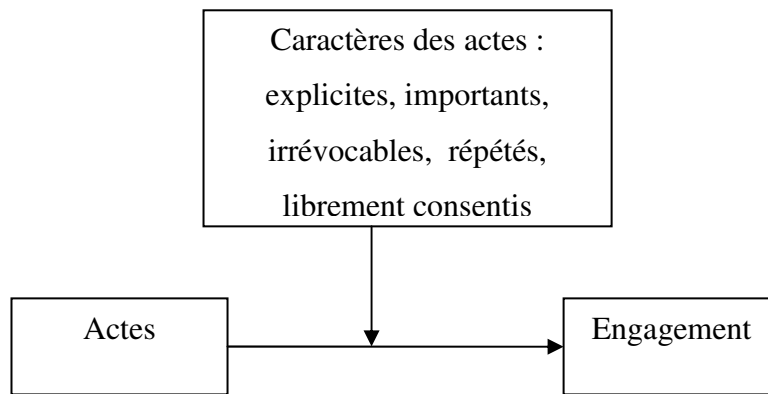 Caractères des actes :
explicites, importants,
irrévocables, répétés,
librement consentis
Actes
Engagement